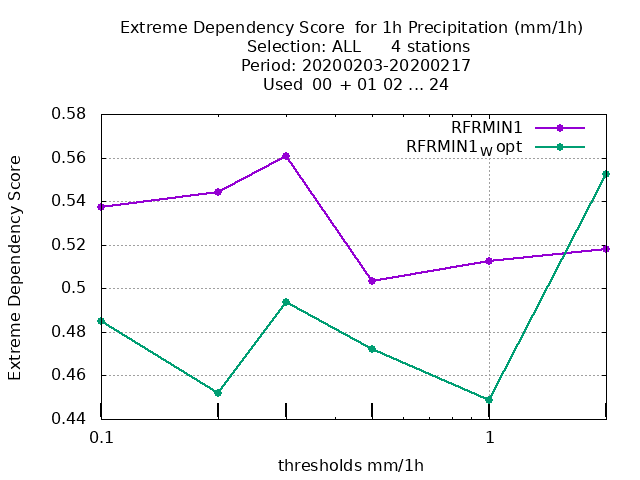 Extreme Dependency Score  for 1h Precipitation (mm/1h)
Selection: ALL      4 stations
Period: 20200203-20200217
Used  00 + 01 02 ... 24
RFRMIN1
RFRMIN1W opt
Extreme Dependency Score
0.58
0.56
0.54
0.52
0.5
0.48
0.46
0.44
0.1
1
thresholds mm/1h